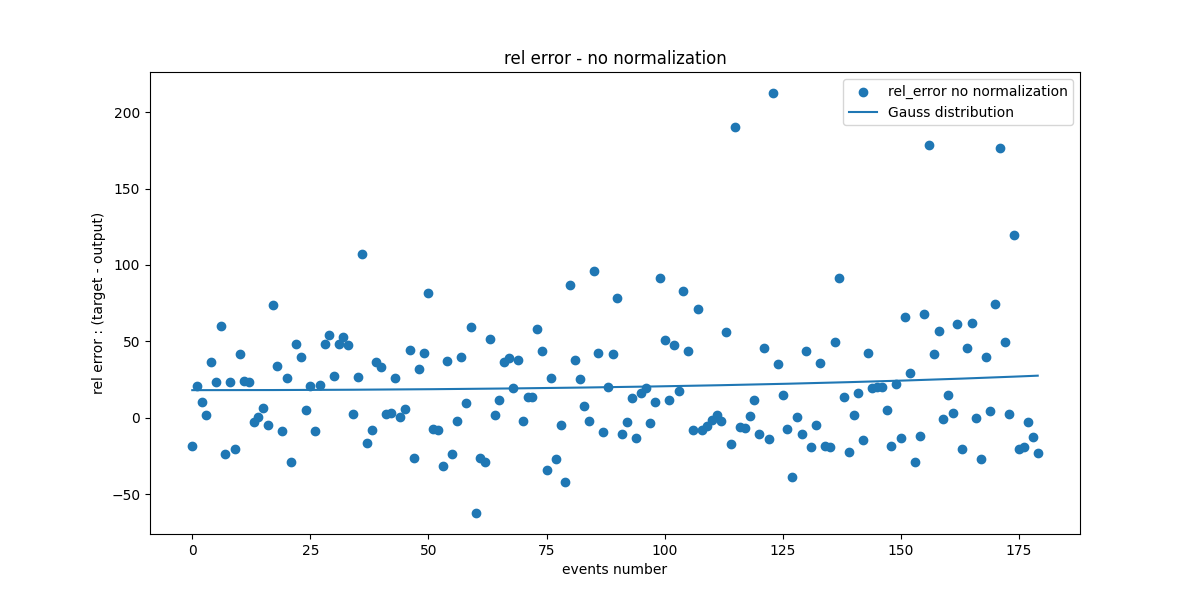 rel error - no normalization
rel_error no normalization
Gauss distribution
rel error : (target - output)
200
150
100
50
0
−50
0 25 50 75 100 125 150 175
events number